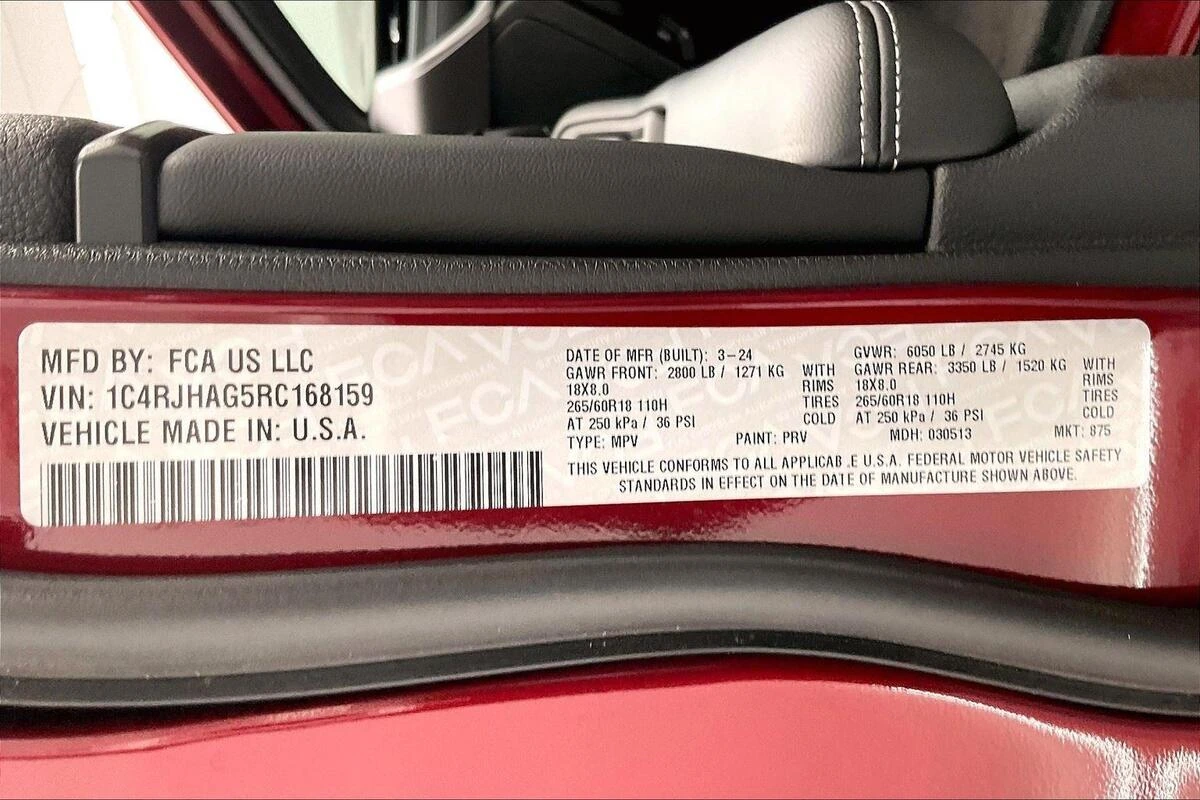 MFD BY: FCA US LLC
VIN: 1C4RJHAG5RC168159
VEHICLE MADE IN: U.S.A.
DATE OF MFR (BUILT): 3-24
GAWR FRONT: 2800 LB / 1271 KG WITH
18X8.0 RIMS
265/60R18 110H TIRES
AT 250 kPa / 36 PSI COLD
TYPE: MPV PAINT: PRV
GVWR: 6050 LB / 2745 KG
GAWR REAR: 3350 LB / 1520 KG WITH
18X8.0 RIMS
265/60R18 110H TIRES
AT 250 kPa / 36 PSI COLD
MDH: 030513 MKT: 875
THIS VEHICLE CONFORMS TO ALL APPLICAB.E U.S.A. FEDERAL MOTOR VEHICLE SAFETY
STANDARDS IN EFFECT ON THE DATE OF MANUFACTURE SHOWN ABOVE.